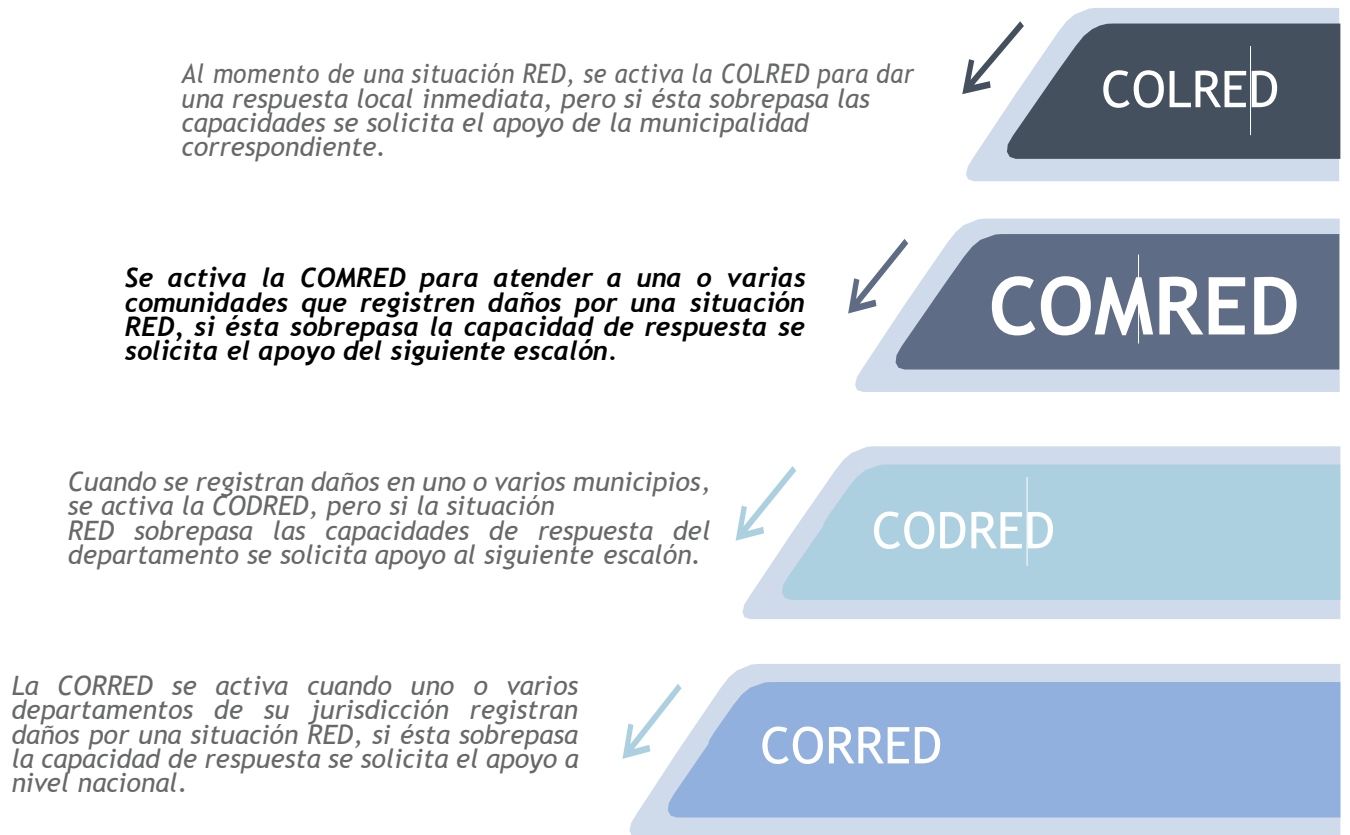 Al momento de una situación RED, se activa la COLRED para dar
una respuesta local inmediata, pero si ésta sobrepasa las
capacidades se solicita el apoyo de la municipalidad
correspondiente.
COLRED
Se activa la COMRED para atender a una o varias
comunidades que registren daños por una situación
RED, si ésta sobrepasa la capacidad de respuesta se
solicita el apoyo del siguiente escalón.
COMRED
Cuando se registran daños en uno o varios municipios,
se activa la CODRED, pero si la situación
RED sobrepasa las capacidades de respuesta del
departamento se solicita apoyo al siguiente escalón.
CODRED
La CORRED se activa cuando uno o varios
departamentos de su jurisdicción registran
daños por una situación RED, si ésta sobrepasa
la capacidad de respuesta se solicita el apoyo a
nivel nacional.
CORRED